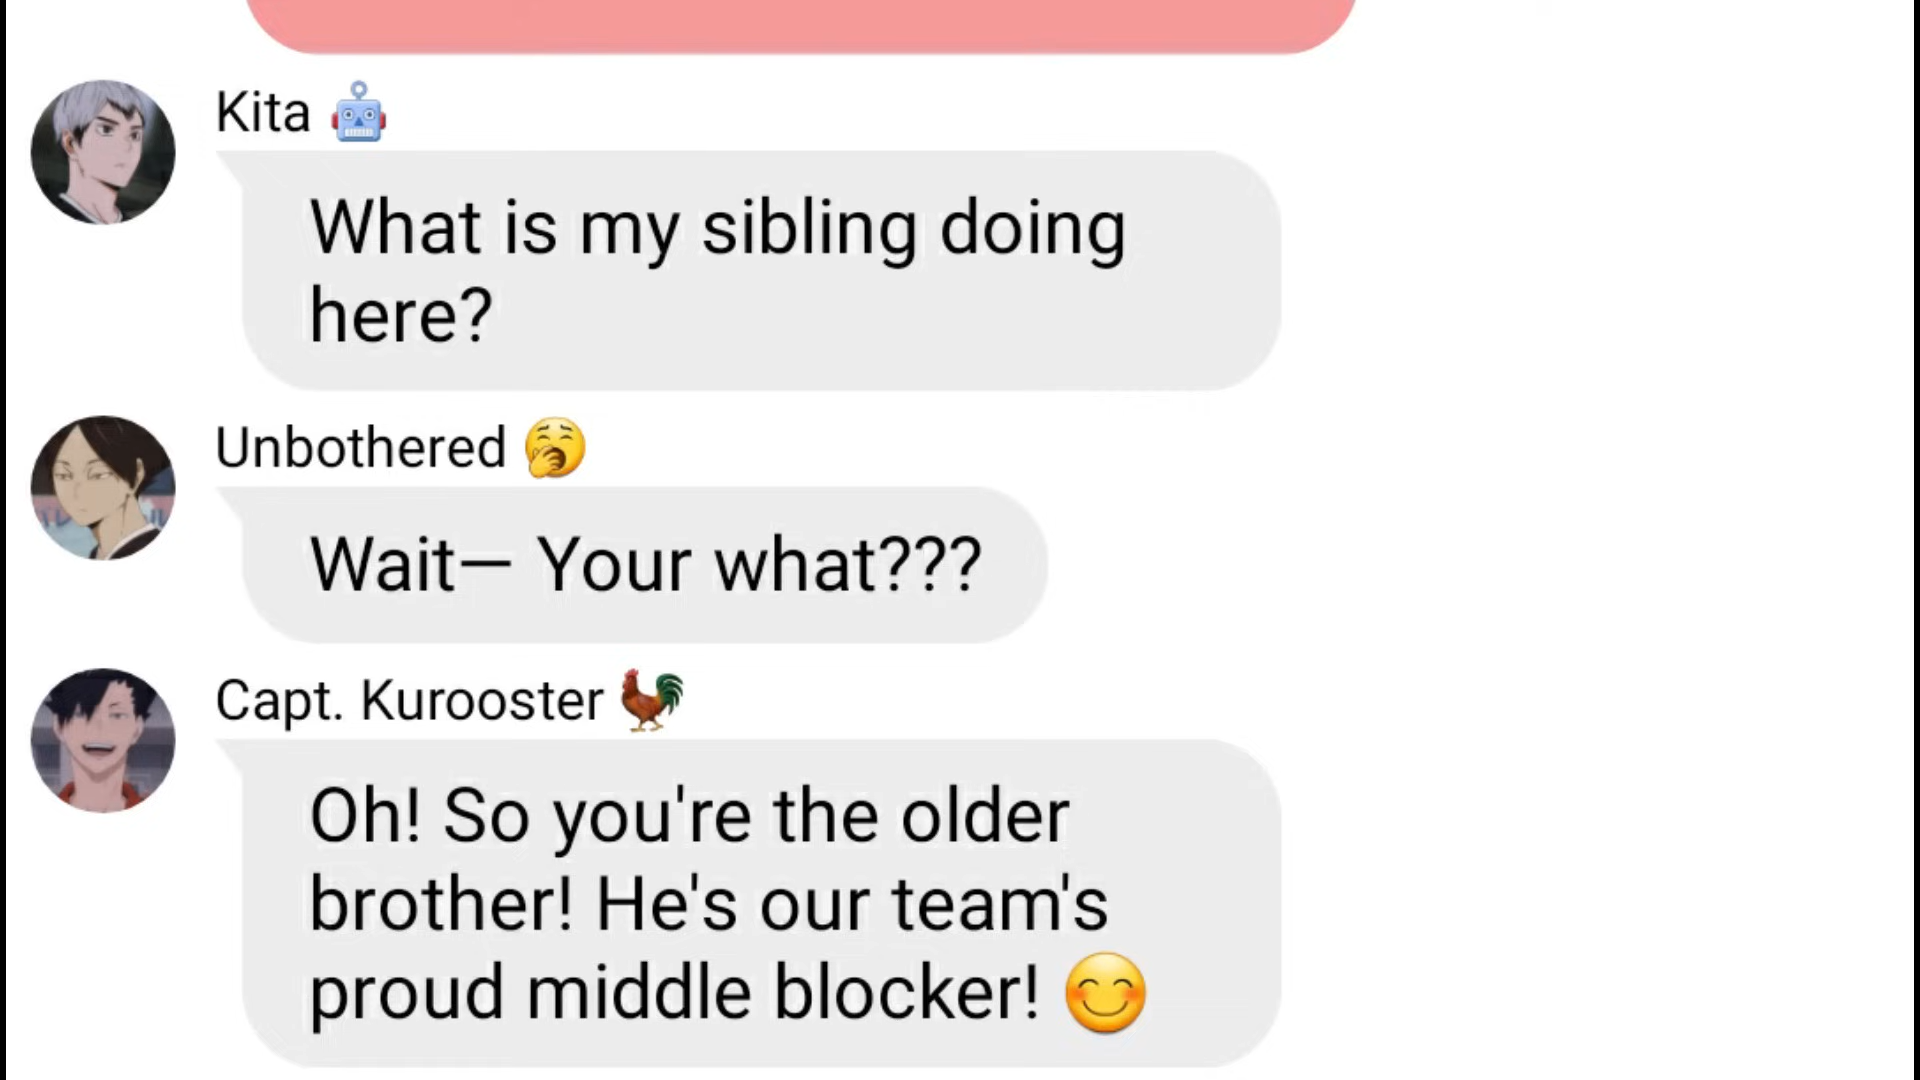 Kita 🤖
What is my sibling doing
here?
Unbothered 🥱
Wait— Your what???
Capt. Kurooster 🐓
Oh! So you're the older
brother! He's our team's
proud middle blocker! 😊